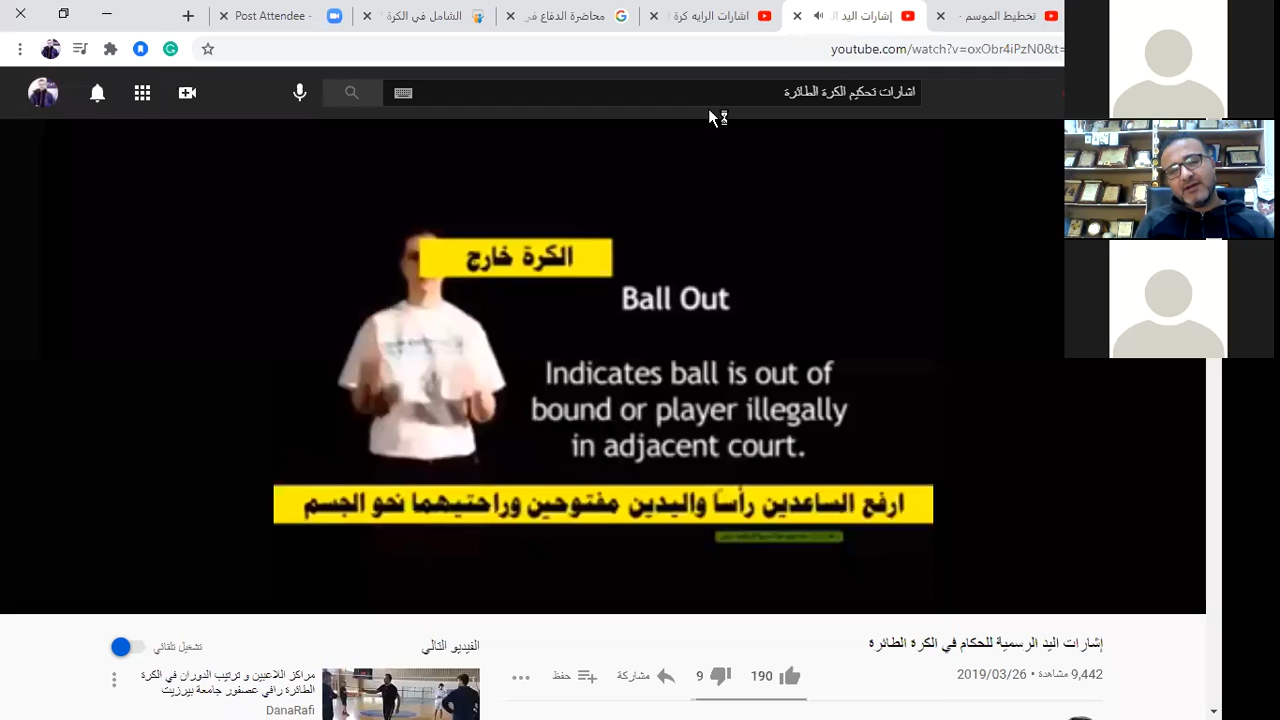 Post Attendee -
الشامل في الكرة ا
محاضرة الدفاع في
اشارات الرايه كرة ا
إشارات اليد الر
تخطيط الموسم -
youtube.com/watch?v=oxObr4iPzN0&t=
اشارات تحكيم الكرة الطائرة
الكرة خارج
Ball Out
Indicates ball is out of
bound or player illegally
in adjacent court.
ارفع الساعدين رأسًا واليدين مفتوحين وراحتيهما نحو الجسم
إشارات اليد الرسمية للحكام في الكرة الطائرة
9,442 مشاهدة • 26/03/2019
190
9
مشاركة
حفظ
الفيديو التالي
تشغيل تلقائي
مراكز اللاعبين و ترتيب الدوران في الكرة
الطائرة رافي عصفور جامعة بيرزيت
DanaRafi